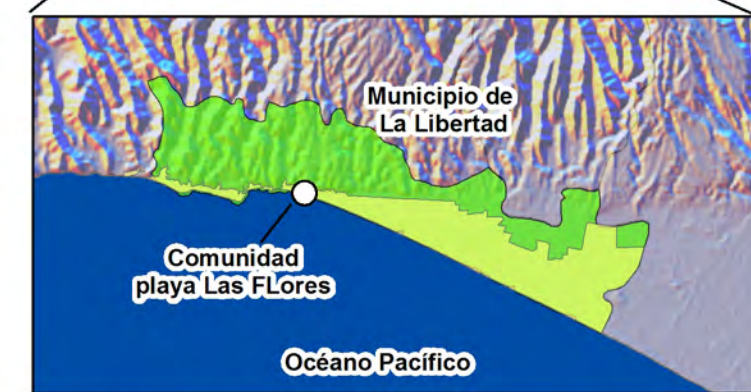 Municipio de
La Libertad
Comunidad
playa Las FLores
Océano Pacífico